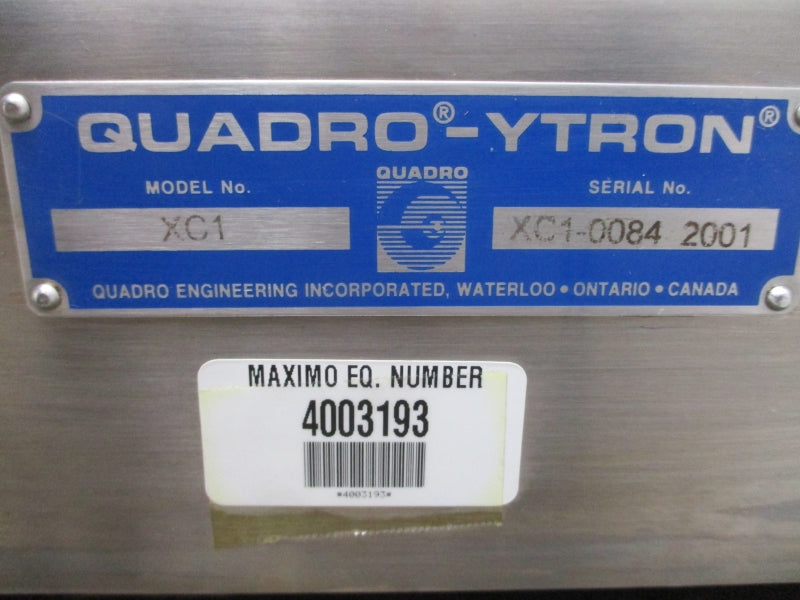 QUADRO®-YTRON®
QUADRO
MODEL No.
SERIAL No.
XC1
XC1-0084 2001
QUADRO ENGINEERING INCORPORATED, WATERLOO • ONTARIO • CANADA
MAXIMO EQ. NUMBER
4003193
*4003193*